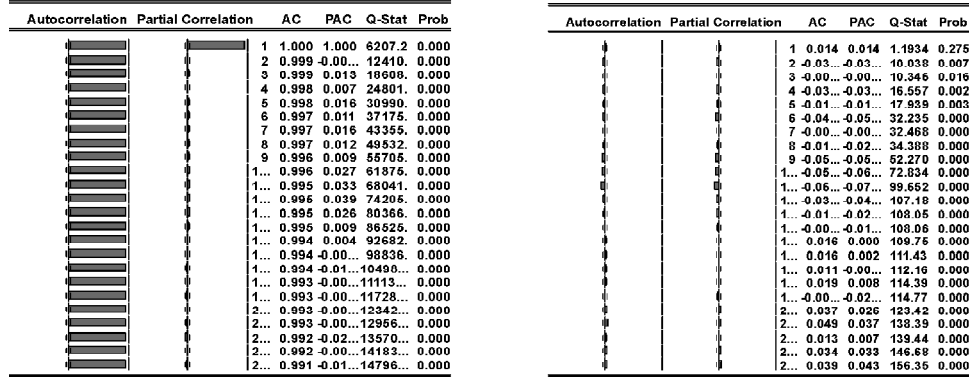 Autocorrelation Partial Correlation AC PAC Q-Stat Prob
1 1.000 1.000 6207.2 0.000
2 0.999 -0.00... 12410. 0.000
3 0.999 0.013 18608. 0.000
4 0.998 0.007 24801. 0.000
5 0.998 0.016 30990. 0.000
6 0.997 0.011 37175. 0.000
7 0.997 0.016 43355. 0.000
8 0.997 0.012 49532. 0.000
9 0.996 0.009 55705. 0.000
1... 0.996 0.027 61875. 0.000
1... 0.995 0.033 68041. 0.000
1... 0.995 0.039 74205. 0.000
1... 0.995 0.026 80366. 0.000
1... 0.995 0.009 86525. 0.000
1... 0.994 0.004 92682. 0.000
1... 0.994 -0.00... 98836. 0.000
1... 0.994 -0.01... 10498... 0.000
1... 0.993 -0.00... 11113... 0.000
1... 0.993 -0.00... 11728... 0.000
2... 0.993 -0.00... 12342... 0.000
2... 0.993 -0.00... 12956... 0.000
2... 0.992 -0.02... 13570... 0.000
2... 0.992 -0.00... 14183... 0.000
2... 0.991 -0.01... 14796... 0.000
Autocorrelation Partial Correlation AC PAC Q-Stat Prob
1 0.014 0.014 1.1934 0.275
2 -0.03... -0.03... 10.038 0.007
3 -0.00... -0.00... 10.346 0.016
4 -0.03... -0.03... 16.557 0.002
5 -0.01... -0.01... 17.939 0.003
6 -0.04... -0.05... 32.235 0.000
7 -0.00... -0.00... 32.468 0.000
8 -0.01... -0.02... 34.388 0.000
9 -0.05... -0.05... 52.270 0.000
1... -0.05... -0.06... 72.834 0.000
1... -0.06... -0.07... 99.652 0.000
1... -0.03... -0.04... 107.18 0.000
1... -0.01... -0.02... 108.05 0.000
1... -0.00... -0.01... 108.06 0.000
1... 0.016 0.000 109.75 0.000
1... 0.016 0.002 111.43 0.000
1... 0.011 -0.00... 112.16 0.000
1... 0.019 0.008 114.39 0.000
1... -0.00... -0.02... 114.77 0.000
2... 0.037 0.026 123.42 0.000
2... 0.049 0.037 138.39 0.000
2... 0.013 0.007 139.44 0.000
2... 0.034 0.033 146.68 0.000
2... 0.039 0.043 156.35 0.000